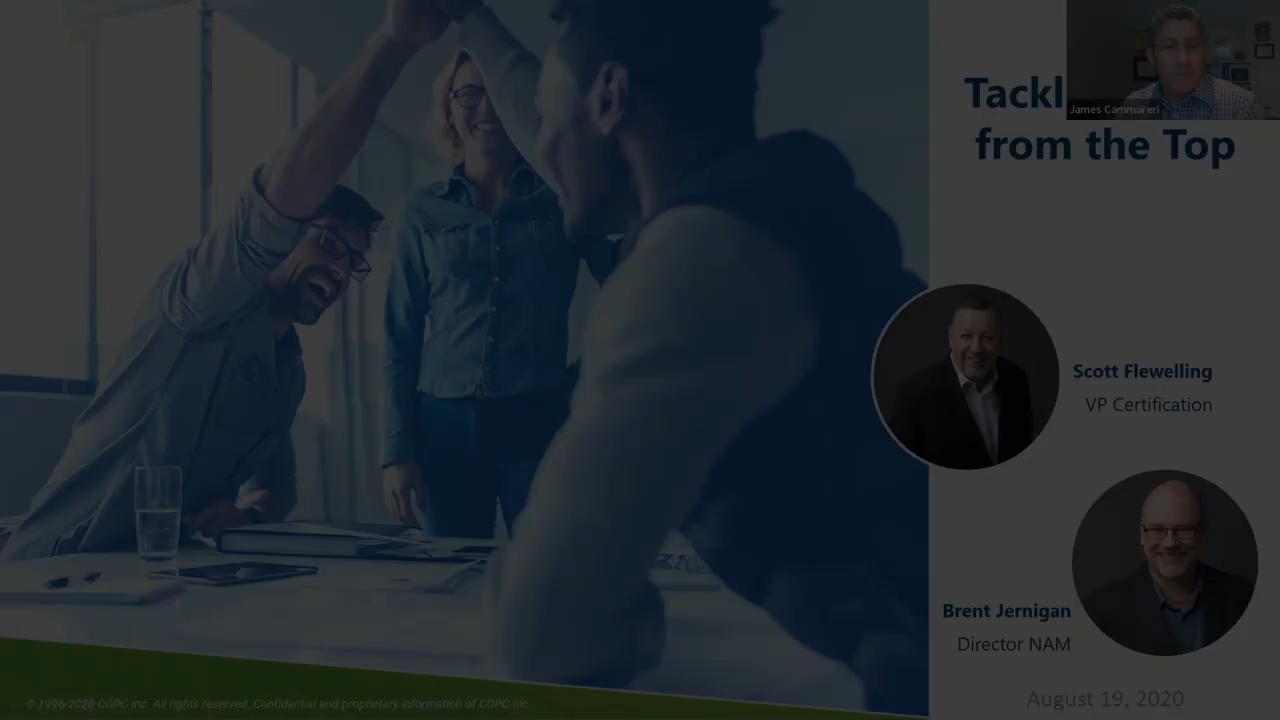 Tackl
from the Top
James Cammareri
Scott Flewelling
VP Certification
Brent Jernigan
Director NAM
August 19, 2020
© 1996-2020 COPC Inc. All rights reserved. Confidential and proprietary information of COPC Inc.